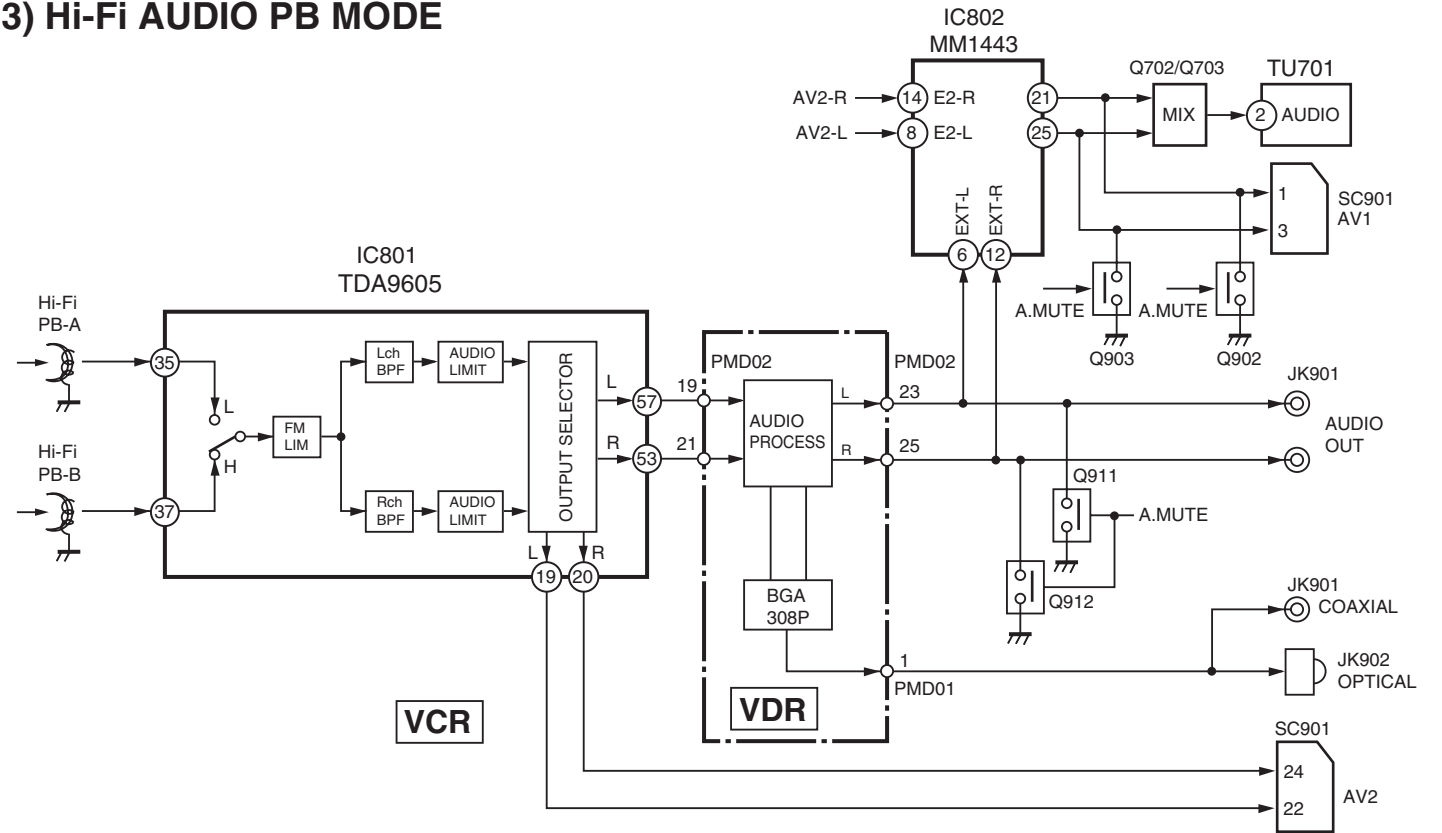 3) Hi-Fi AUDIO PB MODE
IC802
MM1443
AV2-R
14
E2-R
21
AV2-L
8
E2-L
25
EXT-L
EXT-R
6
12
Q702/Q703
MIX
TU701
2
AUDIO
1
3
SC901
AV1
A.MUTE
Q903
A.MUTE
Q902
IC801
TDA9605
Hi-Fi
PB-A
35
L
Hi-Fi
PB-B
37
H
FM
LIM
Lch
BPF
AUDIO
LIMIT
Rch
BPF
AUDIO
LIMIT
OUTPUT SELECTOR
L
57
R
53
L
R
19
20
PMD02
19
21
AUDIO
PROCESS
L
R
BGA
308P
PMD02
23
25
1
PMD01
VCR
VDR
JK901
AUDIO
OUT
Q911
A.MUTE
Q912
JK901
COAXIAL
JK902
OPTICAL
SC901
24
22
AV2